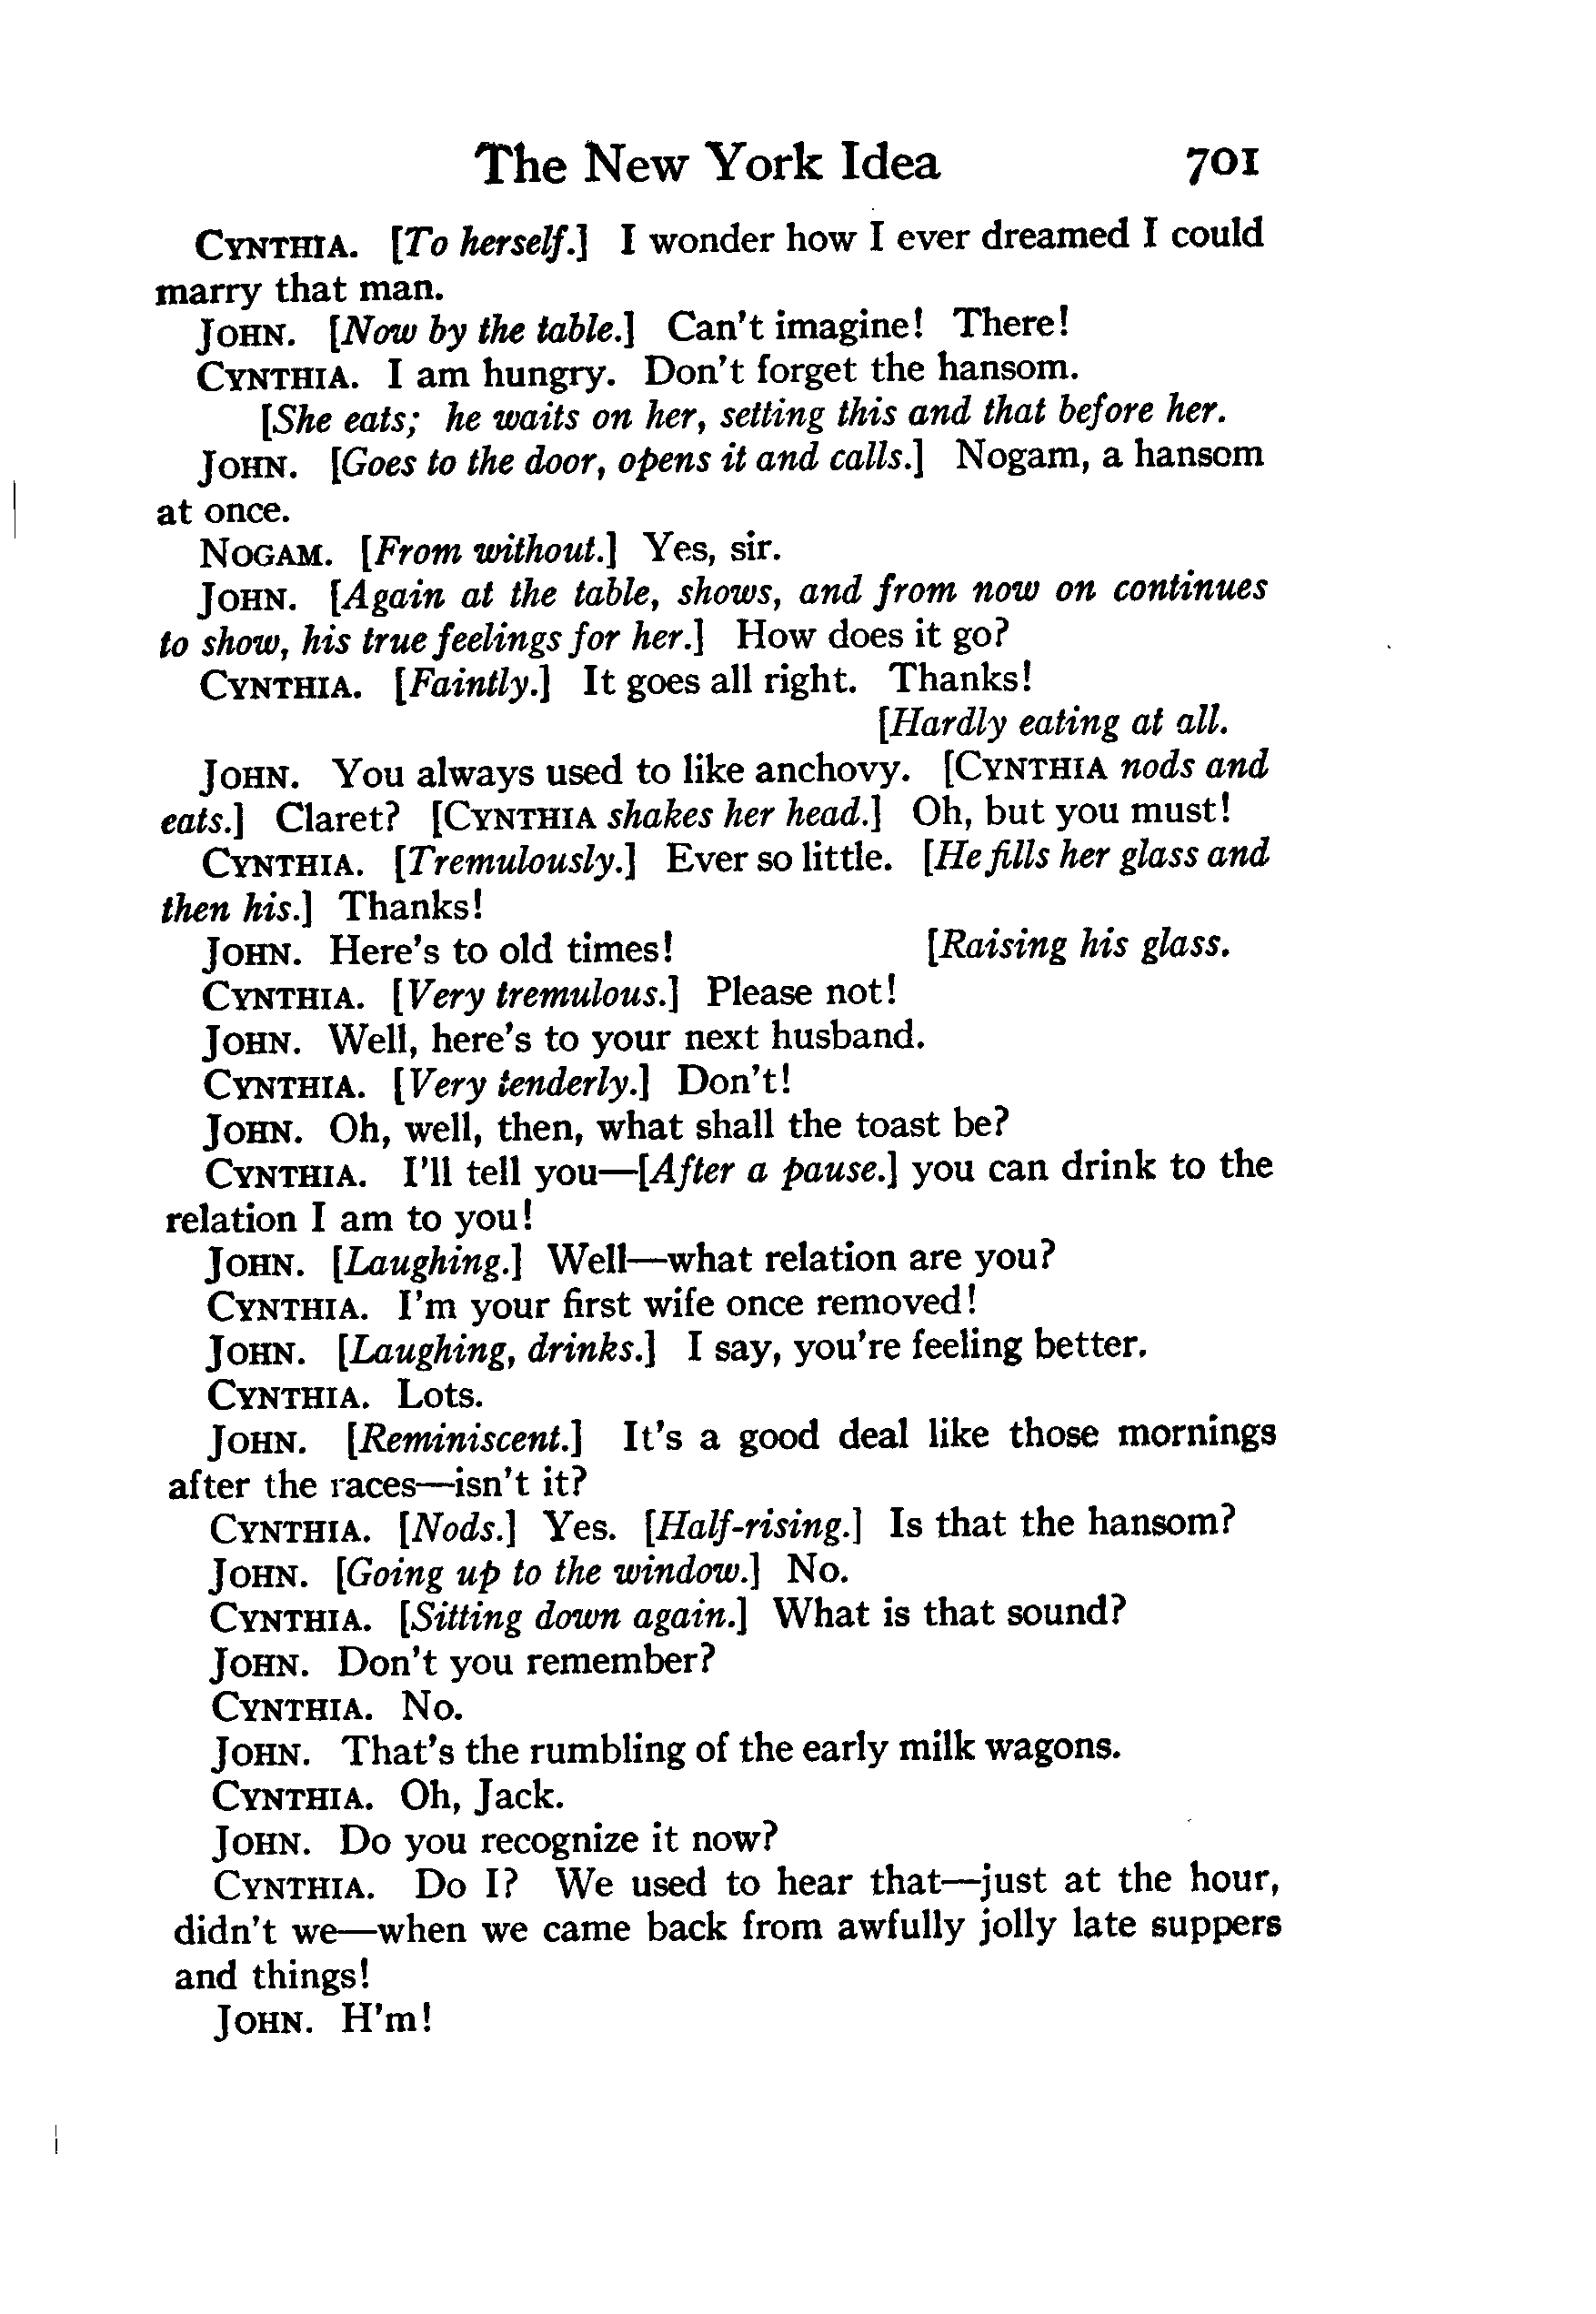 The New York Idea 701
CYNTHIA. [To herself.] I wonder how I ever dreamed I could
marry that man.
JOHN. [Now by the table.] Can't imagine! There!
CYNTHIA. I am hungry. Don't forget the hansom.
[She eats; he waits on her, setting this and that before her.
JOHN. [Goes to the door, opens it and calls.] Nogam, a hansom
at once.
NOGAM. [From without.] Yes, sir.
JOHN. [Again at the table, shows, and from now on continues
to show, his true feelings for her.] How does it go?
CYNTHIA. [Faintly.] It goes all right. Thanks!
[Hardly eating at all.
JOHN. You always used to like anchovy. [CYNTHIA nods and
eats.] Claret? [CYNTHIA shakes her head.] Oh, but you must!
CYNTHIA. [Tremulously.] Ever so little. [He fills her glass and
then his.] Thanks!
JOHN. Here's to old times! [Raising his glass.
CYNTHIA. [Very tremulous.] Please not!
JOHN. Well, here's to your next husband.
CYNTHIA. [Very tenderly.] Don't!
JOHN. Oh, well, then, what shall the toast be?
CYNTHIA. I'll tell you—[After a pause.] you can drink to the
relation I am to you!
JOHN. [Laughing.] Well—what relation are you?
CYNTHIA. I'm your first wife once removed!
JOHN. [Laughing, drinks.] I say, you're feeling better.
CYNTHIA. Lots.
JOHN. [Reminiscent.] It's a good deal like those mornings
after the races—isn't it?
CYNTHIA. [Nods.] Yes. [Half-rising.] Is that the hansom?
JOHN. [Going up to the window.] No.
CYNTHIA. [Sitting down again.] What is that sound?
JOHN. Don't you remember?
CYNTHIA. No.
JOHN. That's the rumbling of the early milk wagons.
CYNTHIA. Oh, Jack.
JOHN. Do you recognize it now?
CYNTHIA. Do I? We used to hear that—just at the hour,
didn't we—when we came back from awfully jolly late suppers
and things!
JOHN. H'm!